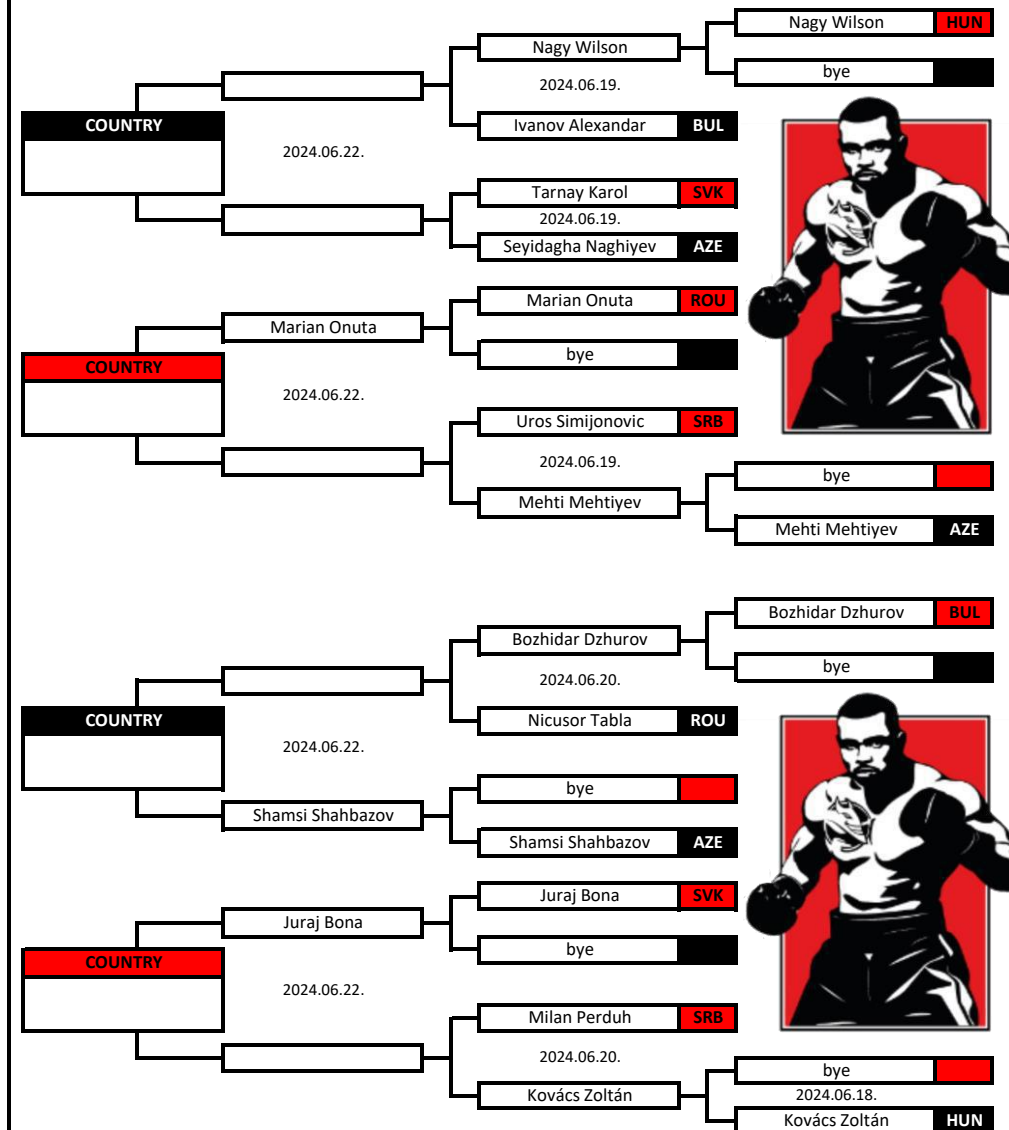 Nagy Wilson HUN
Nagy Wilson
bye
2024.06.19.
COUNTRY
Ivanov Alexandar BUL
2024.06.22.
Tarnay Karol SVK
2024.06.19.
Seyidagha Naghiyev AZE
Marian Onuta ROU
Marian Onuta
bye
COUNTRY
2024.06.22.
Uros Simijonovic SRB
2024.06.19.
bye
Mehti Mehtiyev
Mehti Mehtiyev AZE
Bozhidar Dzhurov BUL
Bozhidar Dzhurov
bye
2024.06.20.
COUNTRY
Nicusor Tabla ROU
2024.06.22.
bye
Shamsi Shahbazov
Shamsi Shahbazov AZE
Juraj Bona SVK
Juraj Bona
bye
COUNTRY
2024.06.22.
Milan Perduh SRB
2024.06.20.
bye
Kovács Zoltán
2024.06.18.
Kovács Zoltán HUN